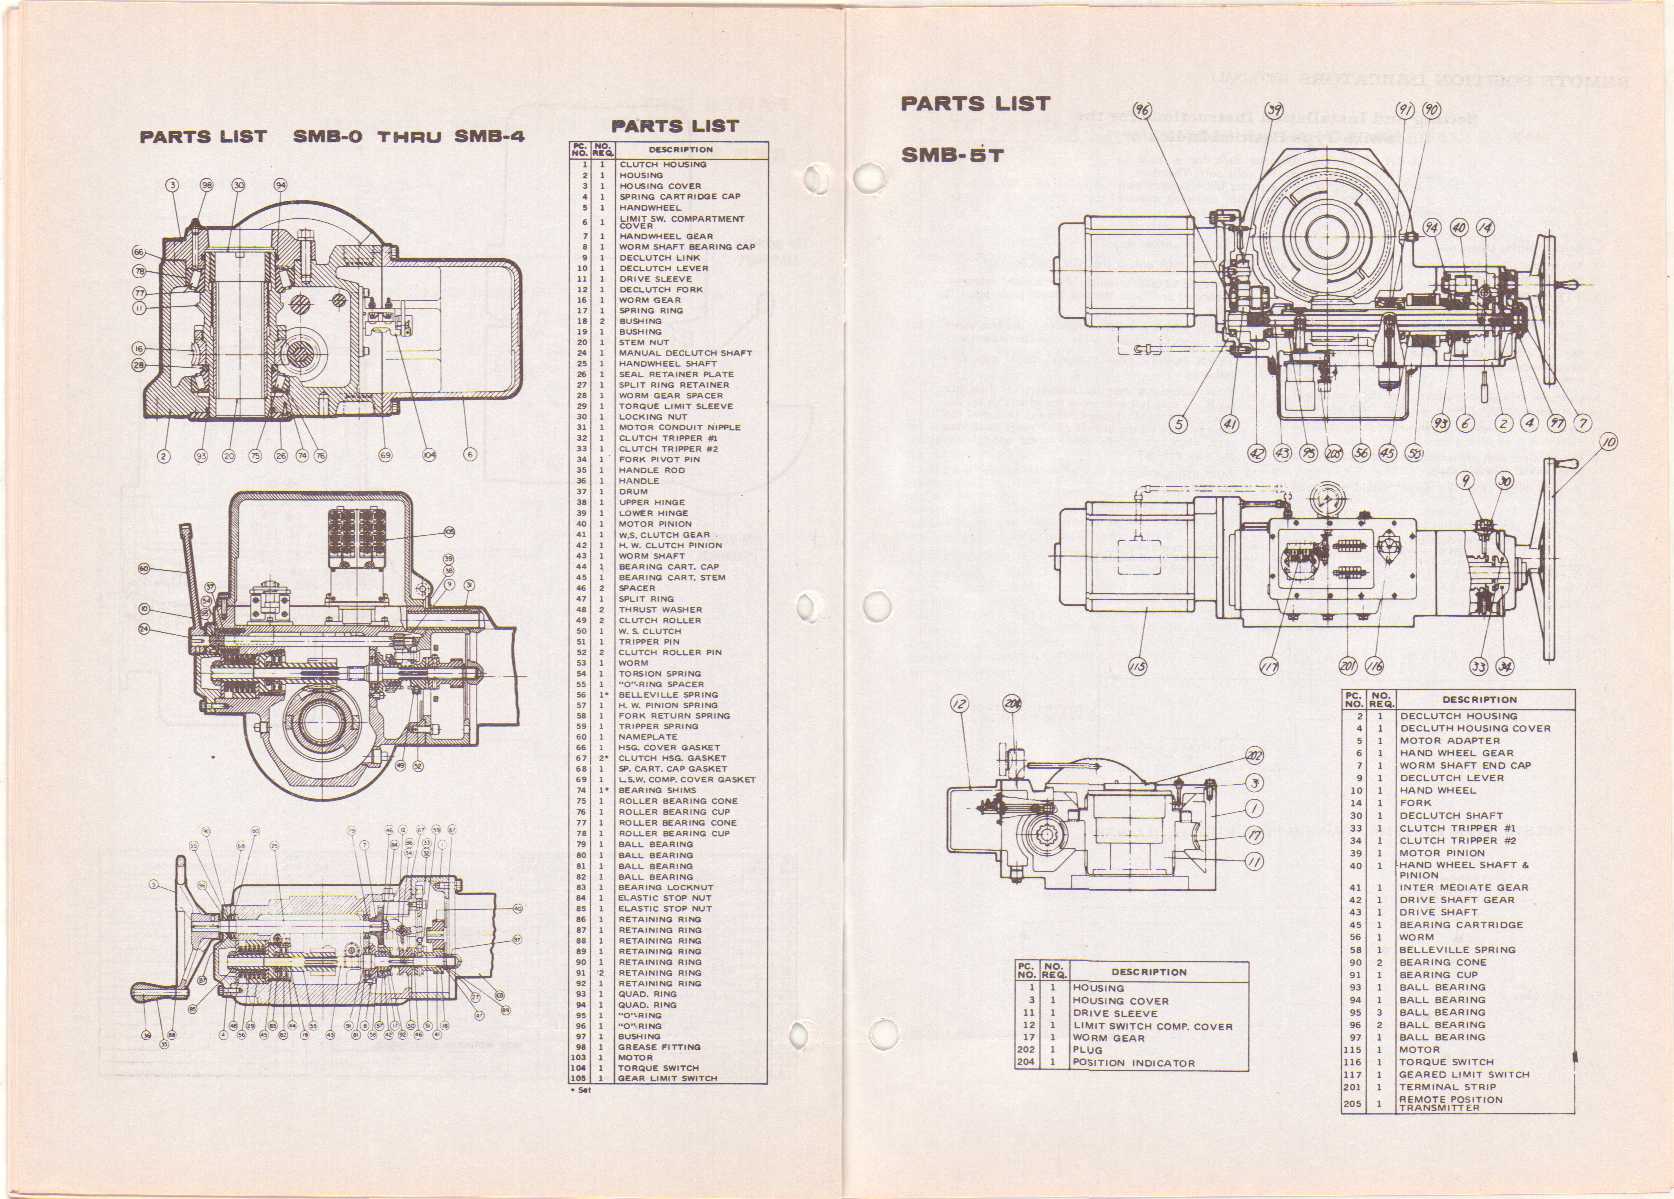 PARTS LIST SMB-0 THRU SMB-4
PARTS LIST
PC. NO. NO. REQ. DESCRIPTION
1 1 CLUTCH HOUSING
2 1 HOUSING
3 1 HOUSING COVER
4 1 SPRING CARTRIDGE CAP
5 1 HANDWHEEL
6 1 LIMIT SW. COMPARTMENT COVER
7 1 HANDWHEEL GEAR
8 1 WORM SHAFT BEARING CAP
9 1 DECLUTCH LINK
10 1 DECLUTCH LEVER
11 1 DRIVE SLEEVE
12 1 DECLUTCH FORK
16 1 WORM GEAR
17 1 SPRING RING
18 2 BUSHING
19 1 BUSHING
20 1 STEM NUT
24 1 MANUAL DECLUTCH SHAFT
25 1 HANDWHEEL SHAFT
26 1 SEAL RETAINER PLATE
27 1 SPLIT RING RETAINER
28 1 WORM GEAR SPACER
29 1 TORQUE LIMIT SLEEVE
30 1 LOCKING NUT
31 1 MOTOR CONDUIT NIPPLE
32 1 CLUTCH TRIPPER #1
33 1 CLUTCH TRIPPER #2
34 1 FORK PIVOT PIN
35 1 HANDLE ROD
36 1 HANDLE
37 1 DRUM
38 1 UPPER HINGE
39 1 LOWER HINGE
40 1 MOTOR PINION
41 1 W.S. CLUTCH GEAR
42 1 H. W. CLUTCH PINION
43 1 WORM SHAFT
44 1 BEARING CART. CAP
45 1 BEARING CART. STEM
46 2 SPACER
47 1 SPLIT RING
48 2 THRUST WASHER
49 2 CLUTCH ROLLER
50 1 W. S. CLUTCH
51 1 TRIPPER PIN
52 2 CLUTCH ROLLER PIN
53 1 WORM
54 1 TORSION SPRING
55 1 "O"-RING SPACER
56 1* BELLEVILLE SPRING
57 1 H. W. PINION SPRING
58 1 FORK RETURN SPRING
59 1 TRIPPER SPRING
60 1 NAMEPLATE
66 1 HSG. COVER GASKET
67 2* CLUTCH HSG. GASKET
68 1 SP. CART. CAP GASKET
69 1 L.S.W. COMP. COVER GASKET
74 1* BEARING SHIMS
75 1 ROLLER BEARING CONE
76 1 ROLLER BEARING CUP
77 1 ROLLER BEARING CONE
78 1 ROLLER BEARING CUP
79 1 BALL BEARING
80 1 BALL BEARING
81 1 BALL BEARING
82 1 BALL BEARING
83 1 BEARING LOCKNUT
84 1 ELASTIC STOP NUT
85 1 ELASTIC STOP NUT
86 1 RETAINING RING
87 1 RETAINING RING
88 1 RETAINING RING
89 1 RETAINING RING
90 1 RETAINING RING
91 2 RETAINING RING
92 1 RETAINING RING
93 1 QUAD. RING
94 1 QUAD. RING
95 1 "O"-RING
96 1 "O"-RING
97 1 BUSHING
98 1 GREASE FITTING
103 1 MOTOR
104 1 TORQUE SWITCH
105 1 GEAR LIMIT SWITCH
* Set
3 98 30 94
66
78
77
11
16
28
2 93 20 75 26 74 76 69 104 6
105
60
10
24
37
39
38
9 31
49 52
PARTS LIST
SMB-5T
96 39 91 90
94 40 14
5 41 93 6 2 4 97 7
42 43 95 205 56 45 58
10
9 30
115 117 201 116 33 34
12 204
202
3
1
17
11
PC. NO. NO. REQ. DESCRIPTION
1 1 HOUSING
3 1 HOUSING COVER
11 1 DRIVE SLEEVE
12 1 LIMIT SWITCH COMP. COVER
17 1 WORM GEAR
202 1 PLUG
204 1 POSITION INDICATOR
PC. NO. NO. REQ. DESCRIPTION
2 1 DECLUTCH HOUSING
4 1 DECLUTH HOUSING COVER
5 1 MOTOR ADAPTER
6 1 HAND WHEEL GEAR
7 1 WORM SHAFT END CAP
9 1 DECLUTCH LEVER
10 1 HAND WHEEL
14 1 FORK
30 1 DECLUTCH SHAFT
33 1 CLUTCH TRIPPER #1
34 1 CLUTCH TRIPPER #2
39 1 MOTOR PINION
40 1 HAND WHEEL SHAFT & PINION
41 1 INTER MEDIATE GEAR
42 1 DRIVE SHAFT GEAR
43 1 DRIVE SHAFT
45 1 BEARING CARTRIDGE
56 1 WORM
58 1 BELLEVILLE SPRING
90 2 BEARING CONE
91 1 BEARING CUP
93 1 BALL BEARING
94 1 BALL BEARING
95 3 BALL BEARING
96 2 BALL BEARING
97 1 BALL BEARING
115 1 MOTOR
116 1 TORQUE SWITCH
117 1 GEARED LIMIT SWITCH
201 1 TERMINAL STRIP
205 1 REMOTE POSITION TRANSMITTER